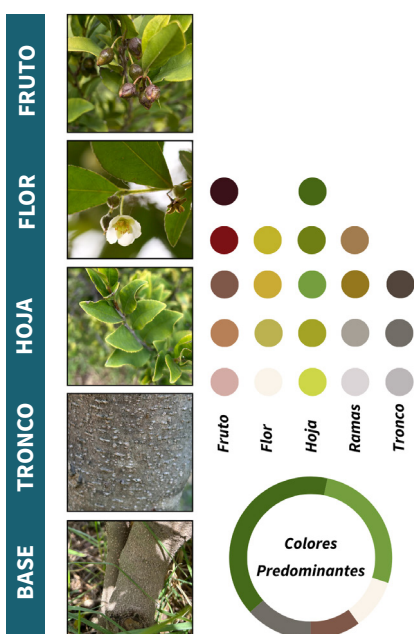 FRUTO
FLOR
HOJA
TRONCO
BASE
Fruto
Flor
Hoja
Ramas
Tronco
Colores
Predominantes